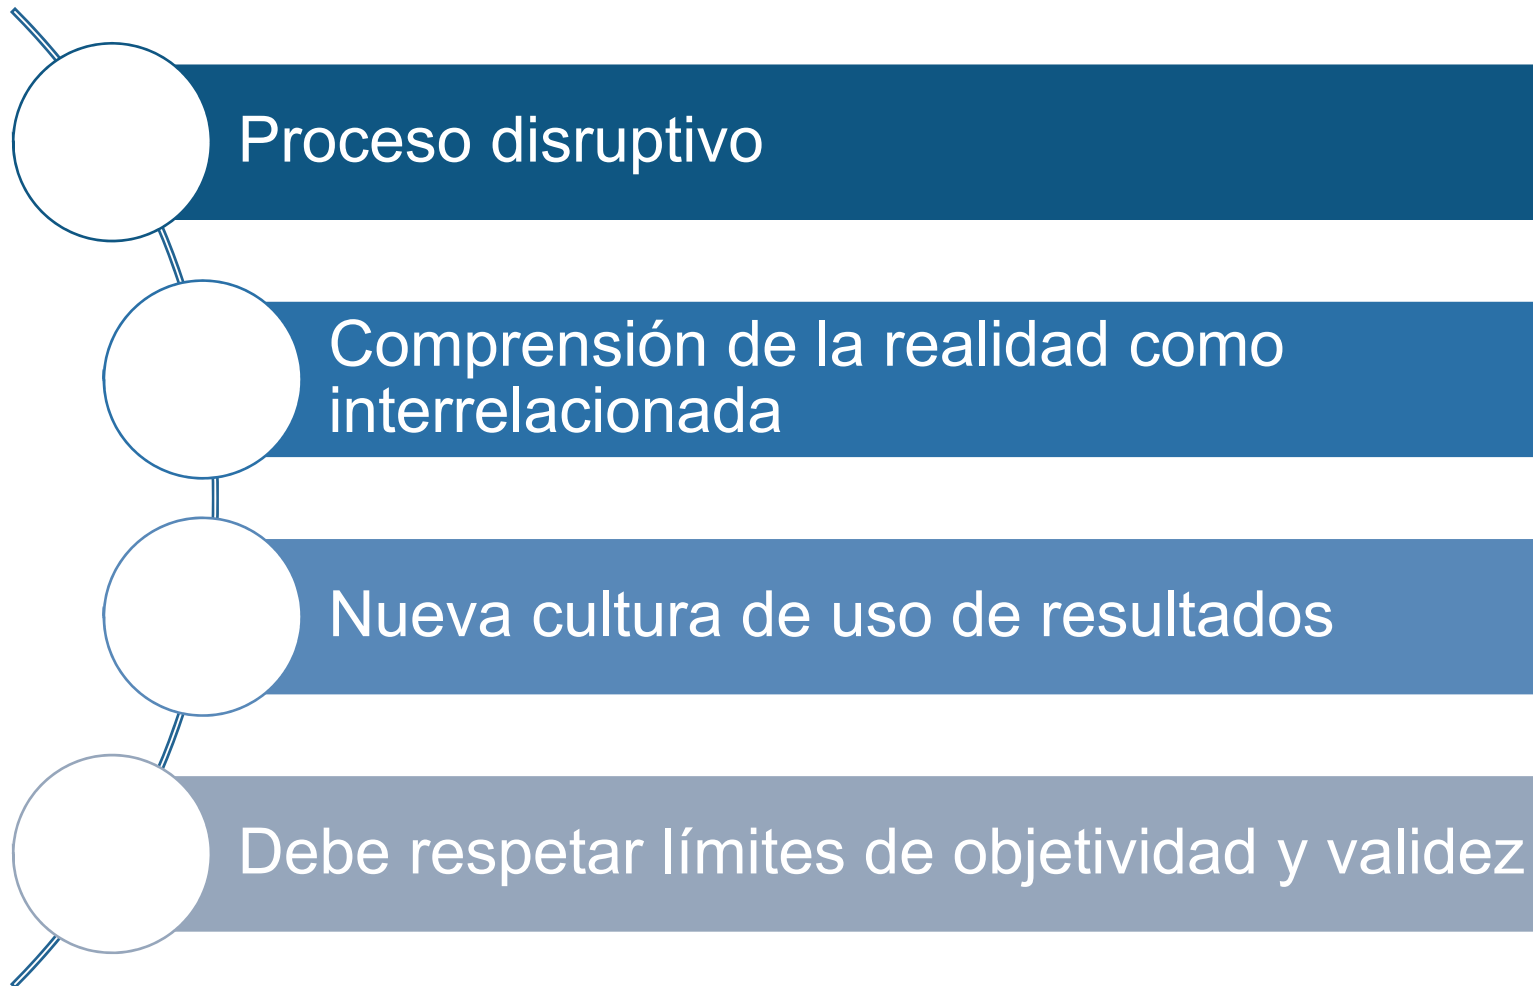 Proceso disruptivo
Comprensión de la realidad como
interrelacionada
Nueva cultura de uso de resultados
Debe respetar límites de objetividad y validez